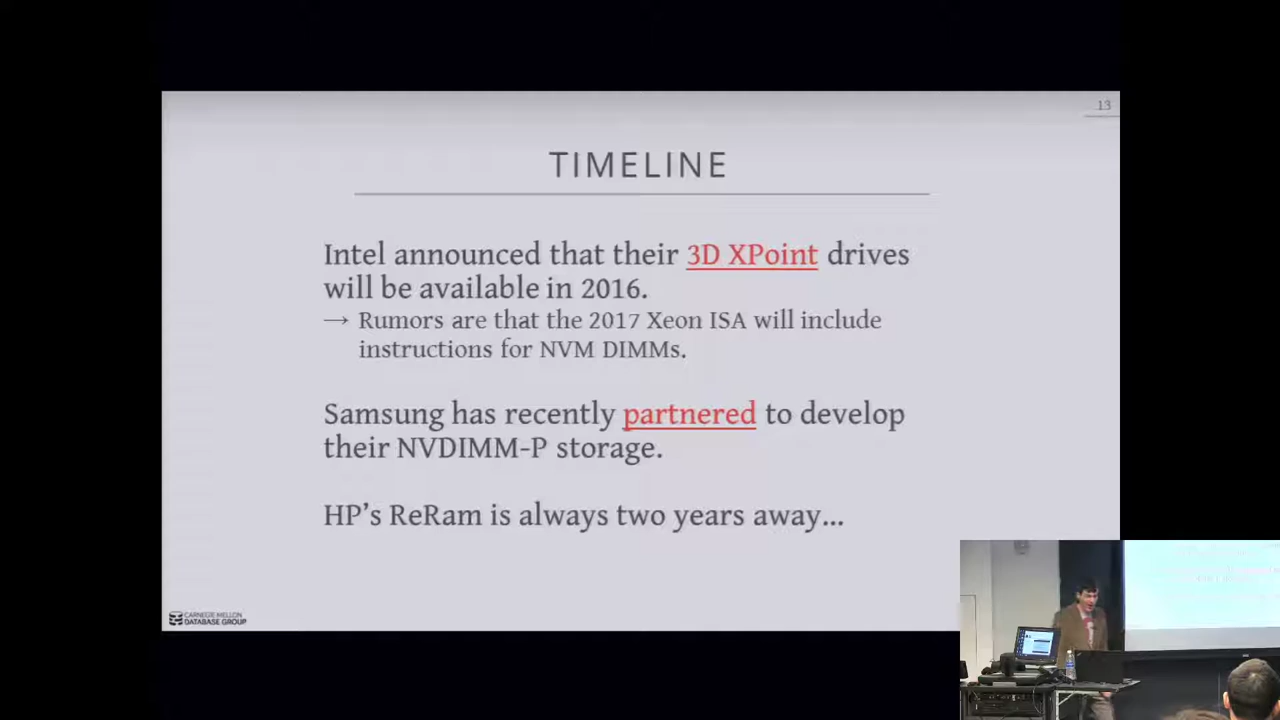 13
TIMELINE
Intel announced that their 3D XPoint drives
will be available in 2016.
→ Rumors are that the 2017 Xeon ISA will include
instructions for NVM DIMMs.
Samsung has recently partnered to develop
their NVDIMM-P storage.
HP's ReRam is always two years away...
CARNEGIE MELLON
DATABASE GROUP